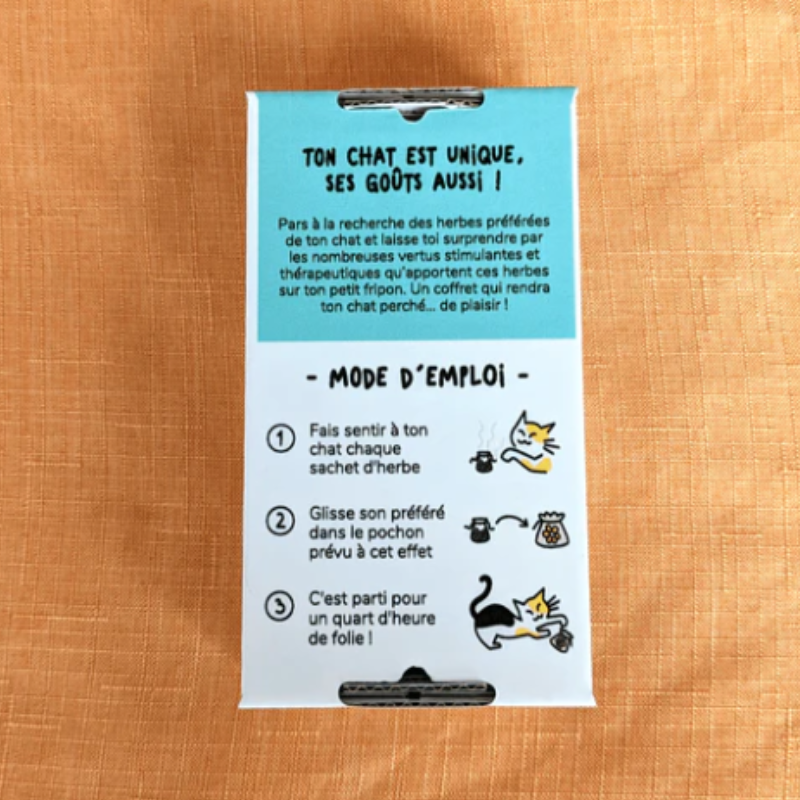 TON CHAT EST UNIQUE,
SES GOÛTS AUSSI !
Pars à la recherche des herbes préférées
de ton chat et laisse toi surprendre par
les nombreuses vertus stimulantes et
thérapeutiques qu'apportent ces herbes
sur ton petit fripon. Un coffret qui rendra
ton chat perché... de plaisir !
- MODE D'EMPLOI -
1 Fais sentir à ton
chat chaque
sachet d'herbe
2 Glisse son préféré
dans le pochon
prévu à cet effet
3 C'est parti pour
un quart d'heure
de folie !